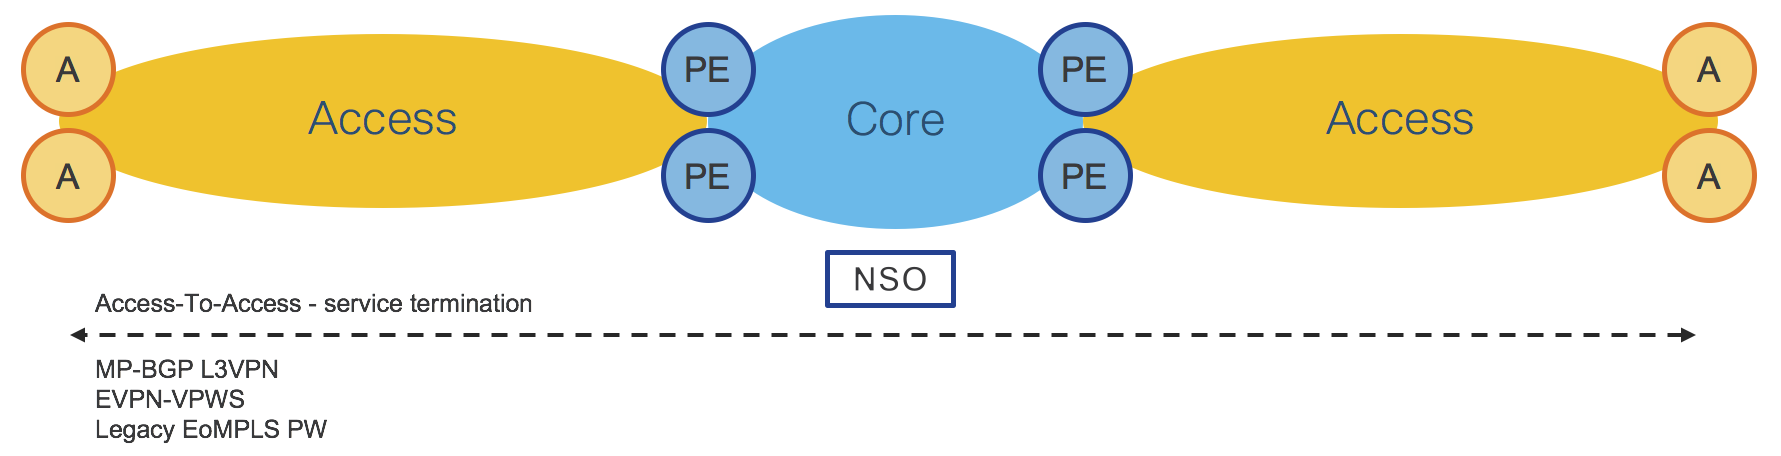 A
PE
PE
A
Access
Core
Access
A
PE
PE
A
NSO
Access-To-Access - service termination
MP-BGP L3VPN
EVPN-VPWS
Legacy EoMPLS PW